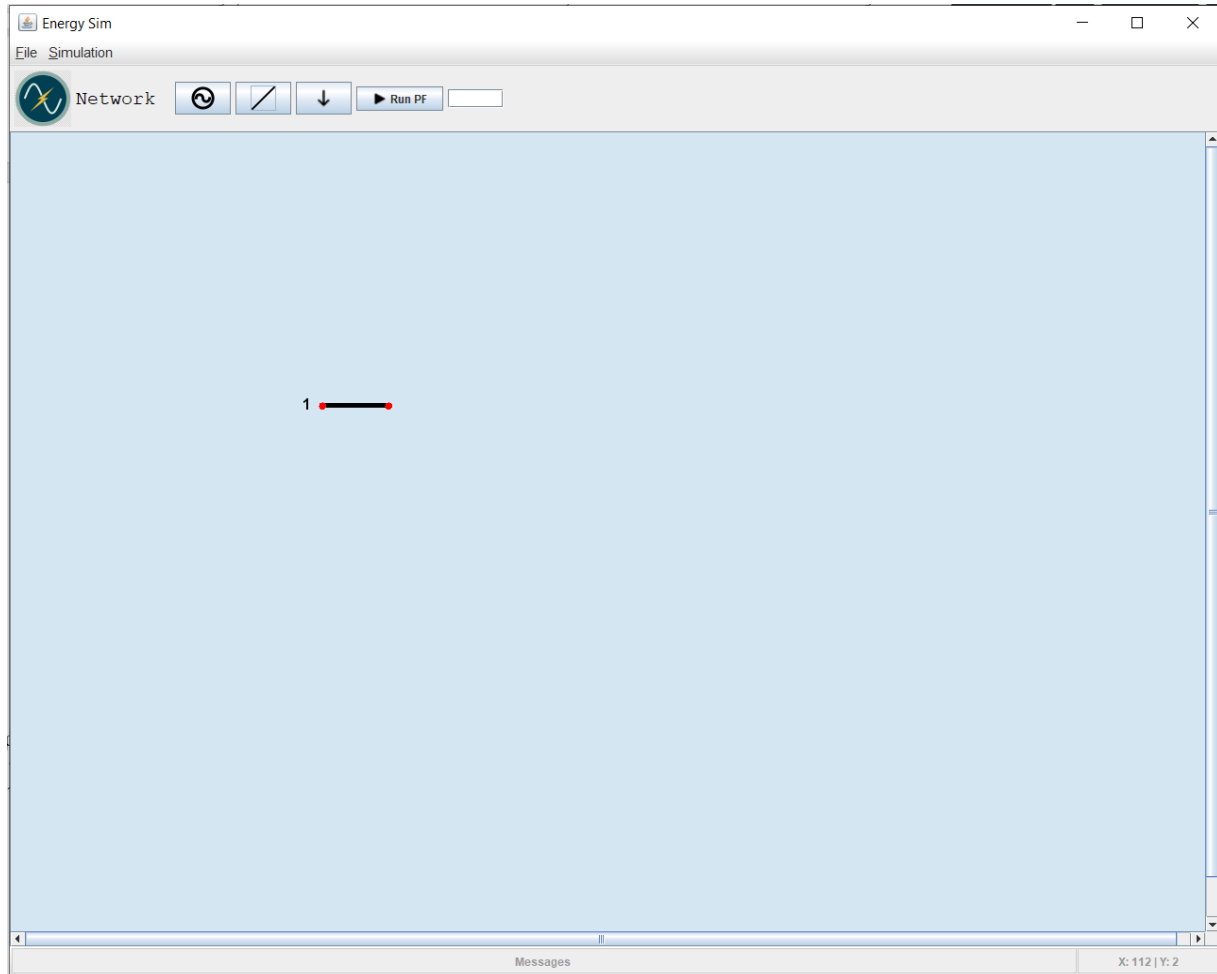 Energy Sim
File Simulation
Network Run PF
1
Messages X: 112 | Y: 2